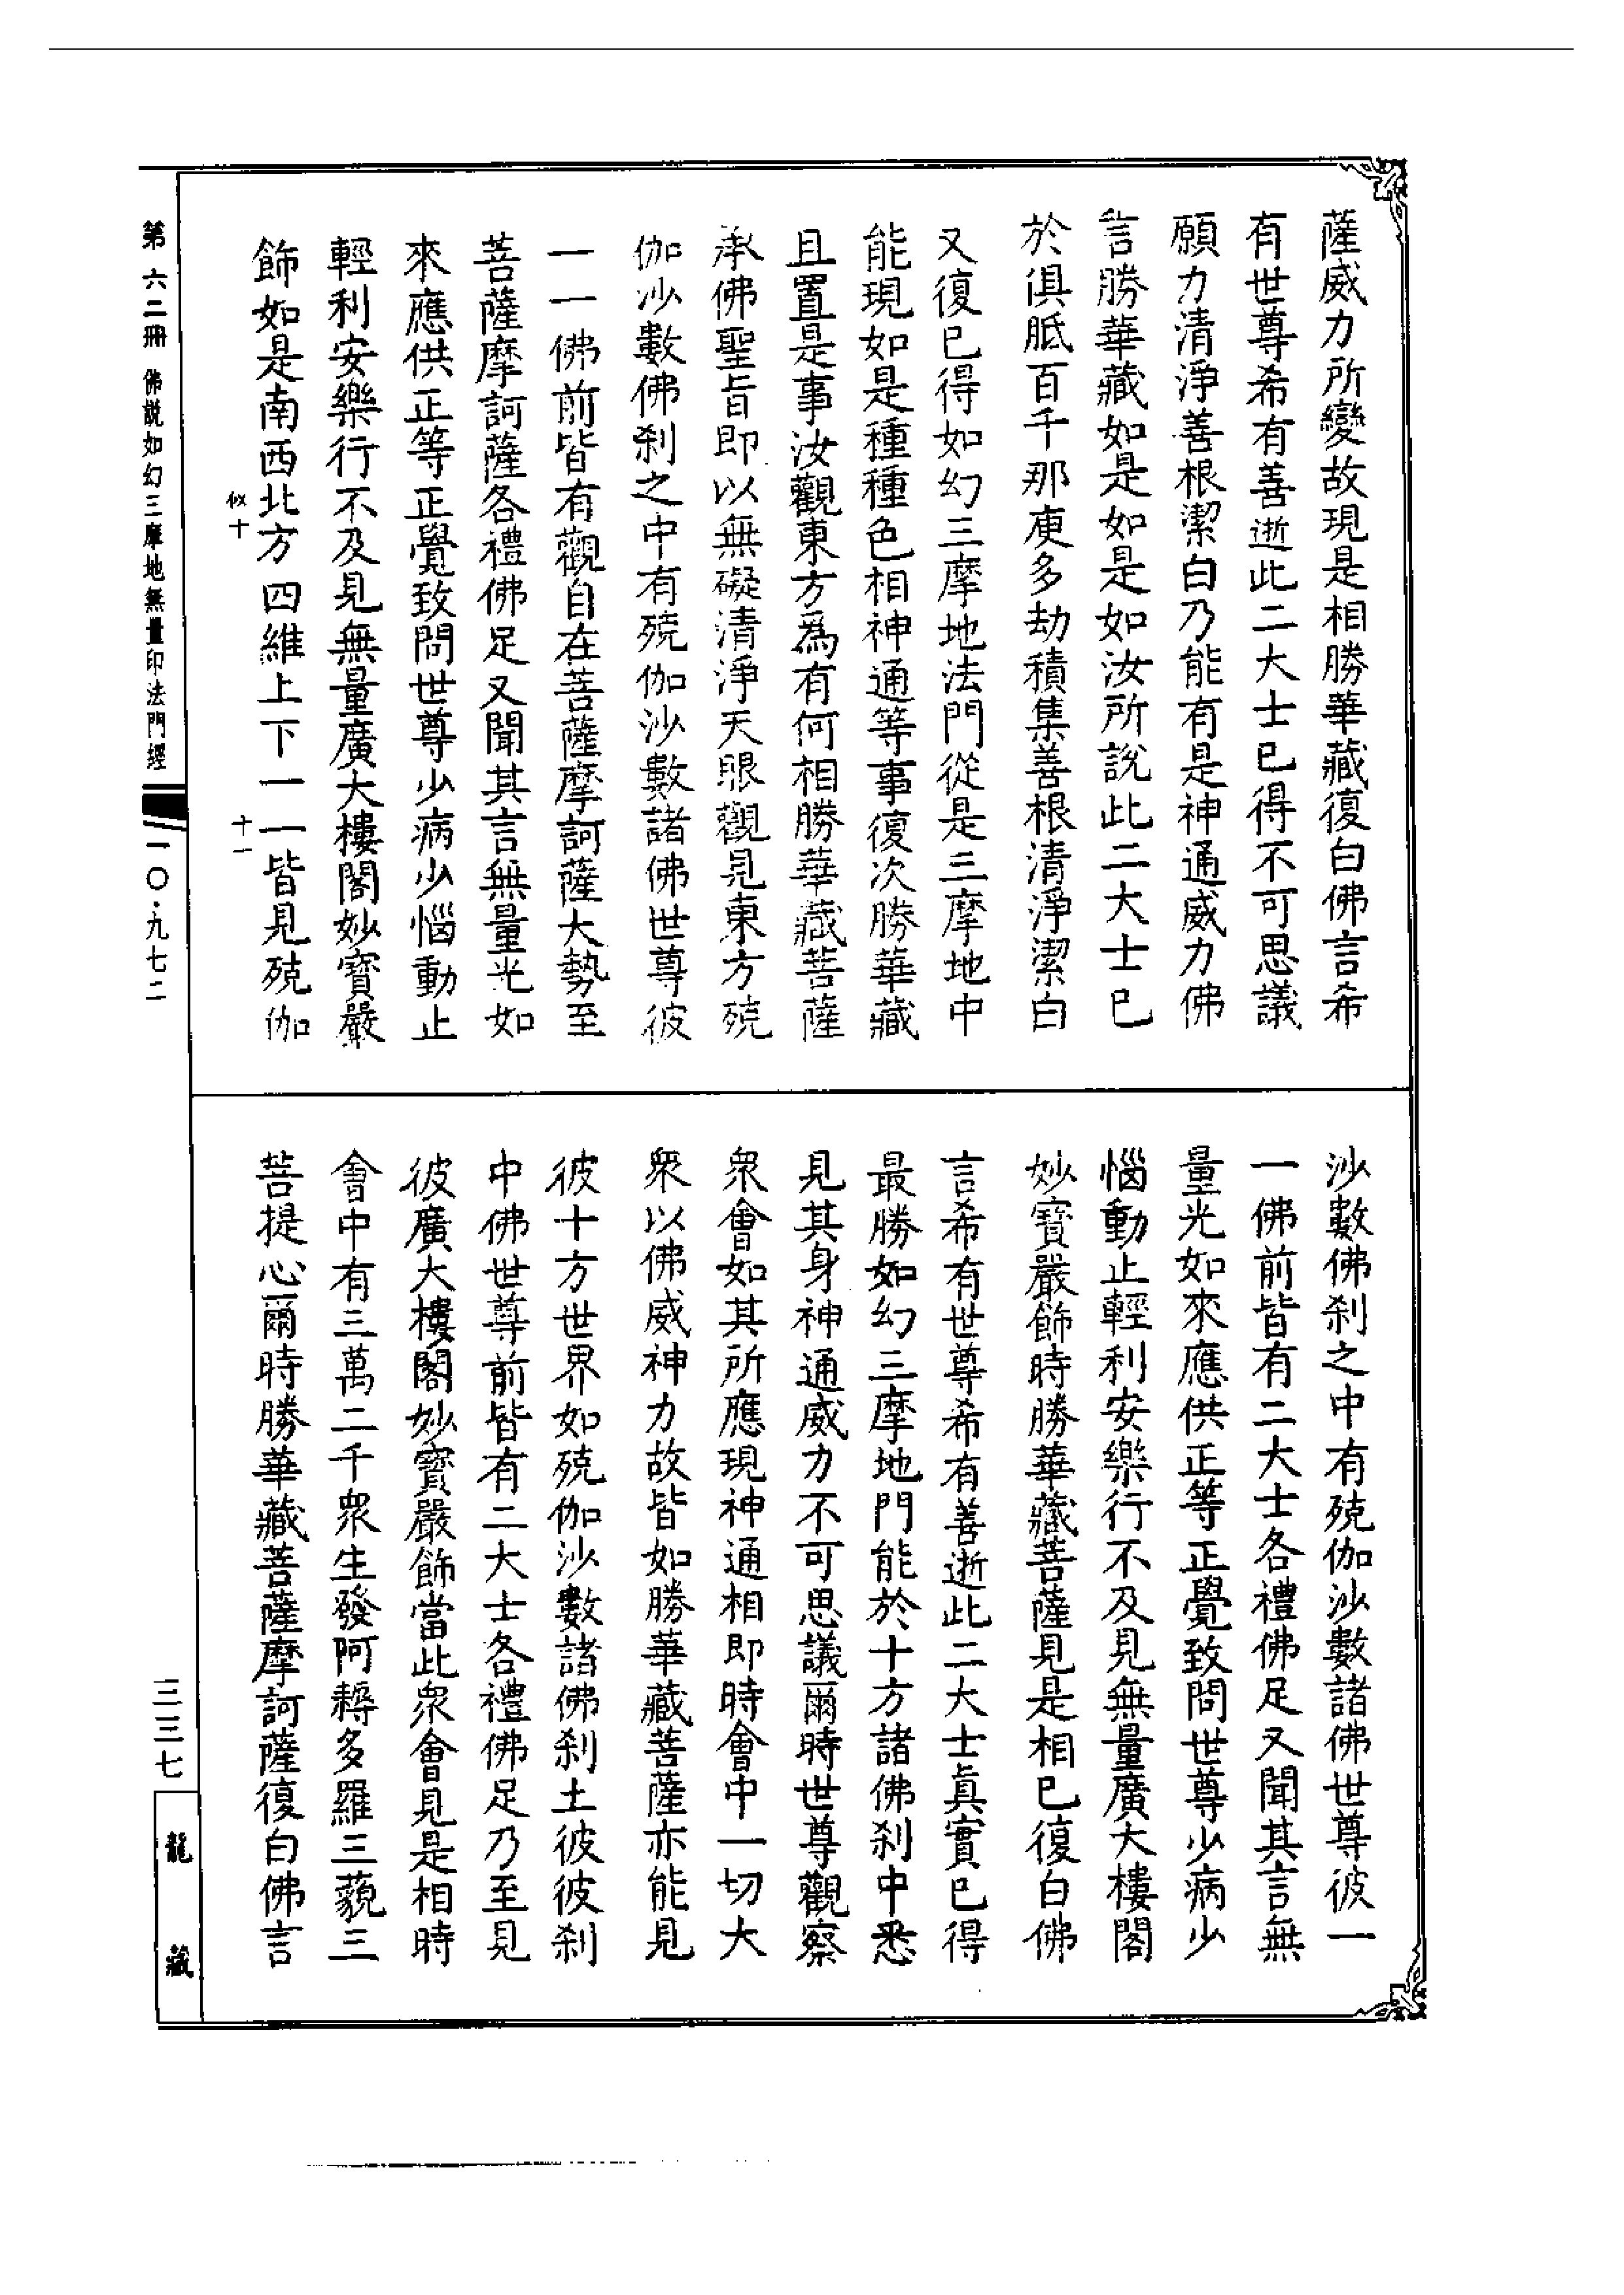 薩威力所變故現是相勝華藏復白佛言希
有世尊希有善逝此二大士已得不可思議
願力清淨善根潔白乃能有是神通威力佛
言勝華藏如是如是如汝所說此二大士已
於俱胝百千那庾多劫積集善根清淨潔白
又復已得如幻三摩地法門從是三摩地中
能現如是種種色相神通等事復次勝華藏
且置是事汝觀東方為有何相勝華藏菩薩
承佛聖旨即以無礙清淨天眼觀見東方殑
伽沙數佛刹之中有殑伽沙數諸佛世尊彼
一一佛前皆有觀自在菩薩摩訶薩大勢至
菩薩摩訶薩各禮佛足又聞其言無量光如
來應供正等正覺致問世尊少病少惱動止
輕利安樂行不及見無量廣大樓閣妙寶嚴
飾如是南西北方四維上下一一皆見殑伽
沙數佛刹之中有殑伽沙數諸佛世尊彼一
一佛前皆有二大士各禮佛足又聞其言無
量光如來應供正等正覺致問世尊少病少
惱動止輕利安樂行不及見無量廣大樓閣
妙寶嚴飾時勝華藏菩薩見是相已復白佛
言希有世尊希有善逝此二大士真實已得
最勝如幻三摩地門能於十方諸佛刹中悉
見其身神通威力不可思議爾時世尊觀察
眾會如其所應現神通相即時會中一切大
眾以佛威神力故皆如勝華藏菩薩亦能見
彼十方世界如殑伽沙數諸佛刹土彼彼刹
中佛世尊前皆有二大士各禮佛足乃至見
彼廣大樓閣妙寶嚴飾當此眾會見是相時
會中有三萬二千眾生發阿耨多羅三藐三
菩提心爾時勝華藏菩薩摩訶薩復白佛言
似十
十一
第六二冊 佛説如幻三摩地無量印法門經
一〇·九七二
三三七
龍藏